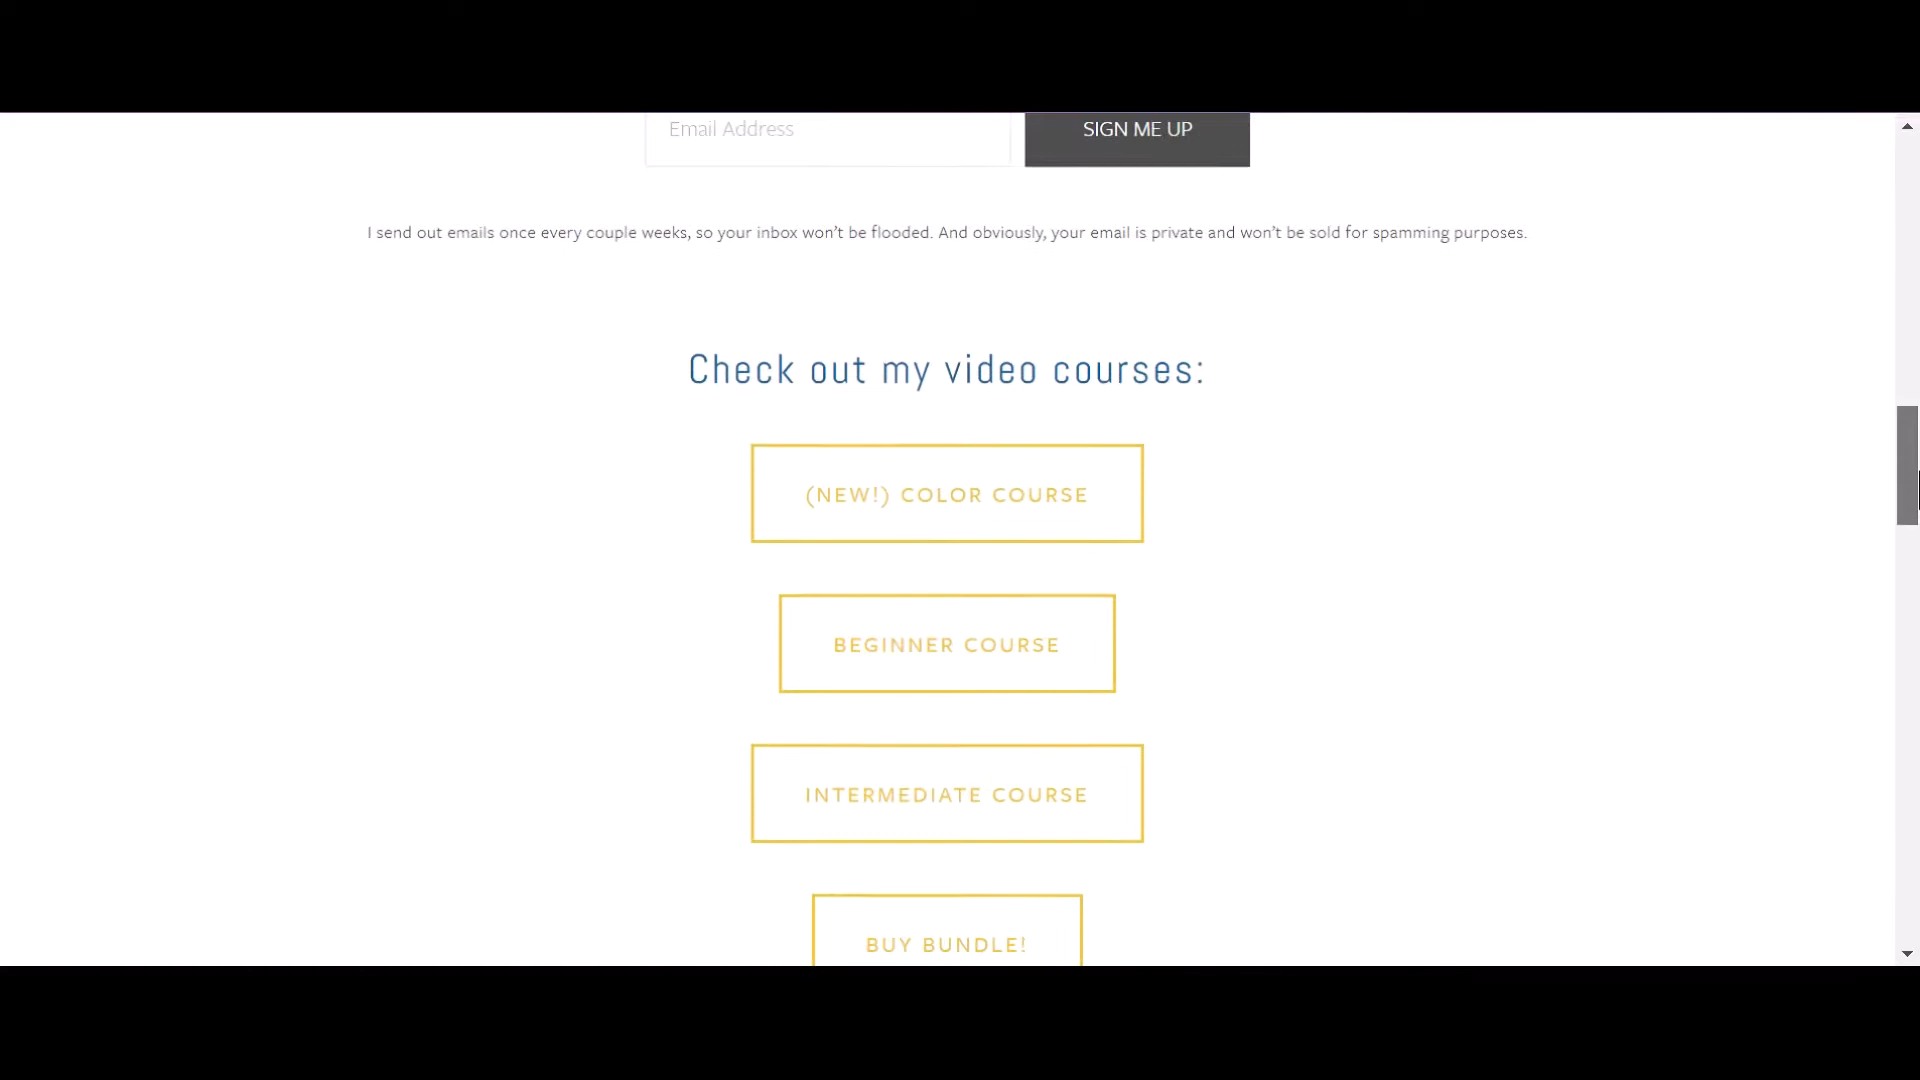 Email Address
SIGN ME UP
I send out emails once every couple weeks, so your inbox won't be flooded. And obviously, your email is private and won't be sold for spamming purposes.
Check out my video courses:
(NEW!) COLOR COURSE
BEGINNER COURSE
INTERMEDIATE COURSE
BUY BUNDLE!